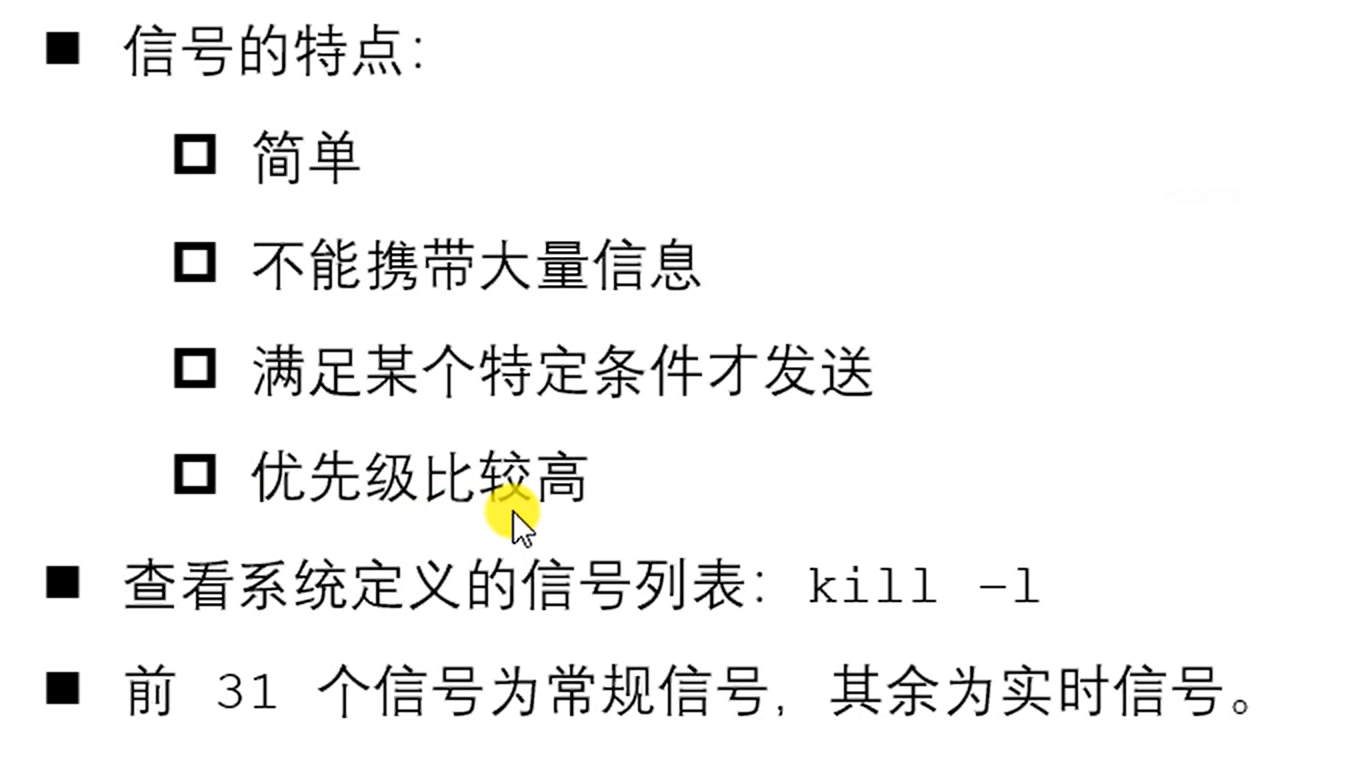 信号的特点：
简单
不能携带大量信息
满足某个特定条件才发送
优先级比较高
查看系统定义的信号列表：kill –l
前 31 个信号为常规信号，其余为实时信号。